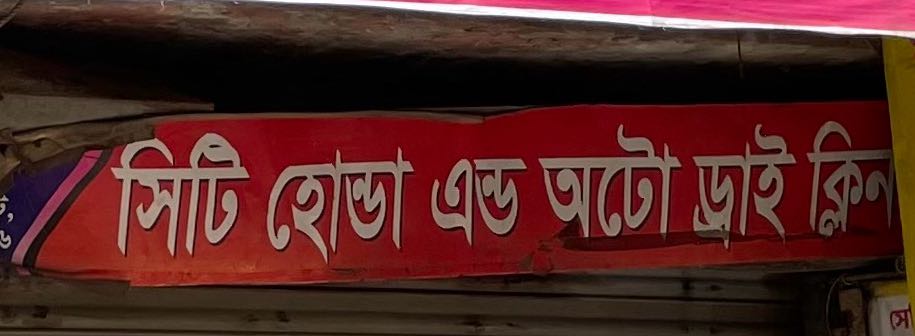 সিটি হোন্ডা এন্ড অটো ড্রাই ক্লিন